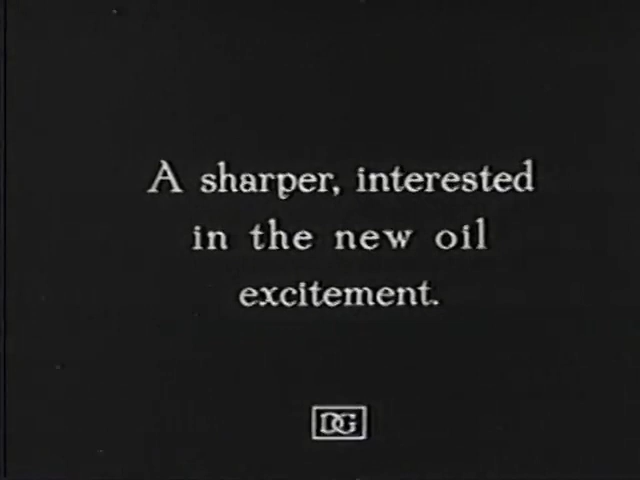 A sharper, interested
in the new oil
excitement.
DG